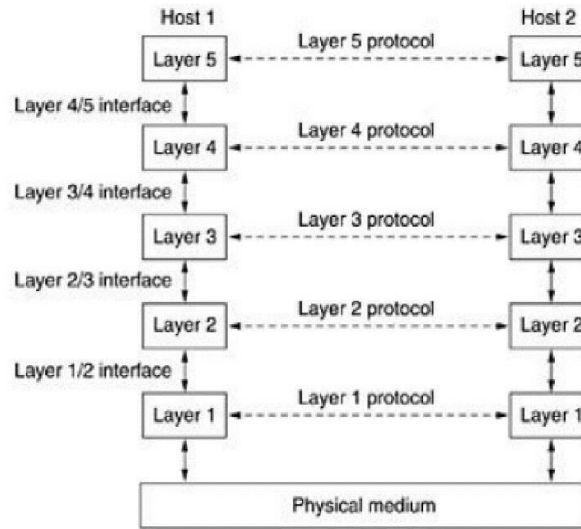 Host 1 Host 2
Layer 5 Layer 5 protocol Layer 5
Layer 4/5 interface
Layer 4 Layer 4 protocol Layer 4
Layer 3/4 interface
Layer 3 Layer 3 protocol Layer 3
Layer 2/3 interface
Layer 2 Layer 2 protocol Layer 2
Layer 1/2 interface
Layer 1 Layer 1 protocol Layer 1
Physical medium